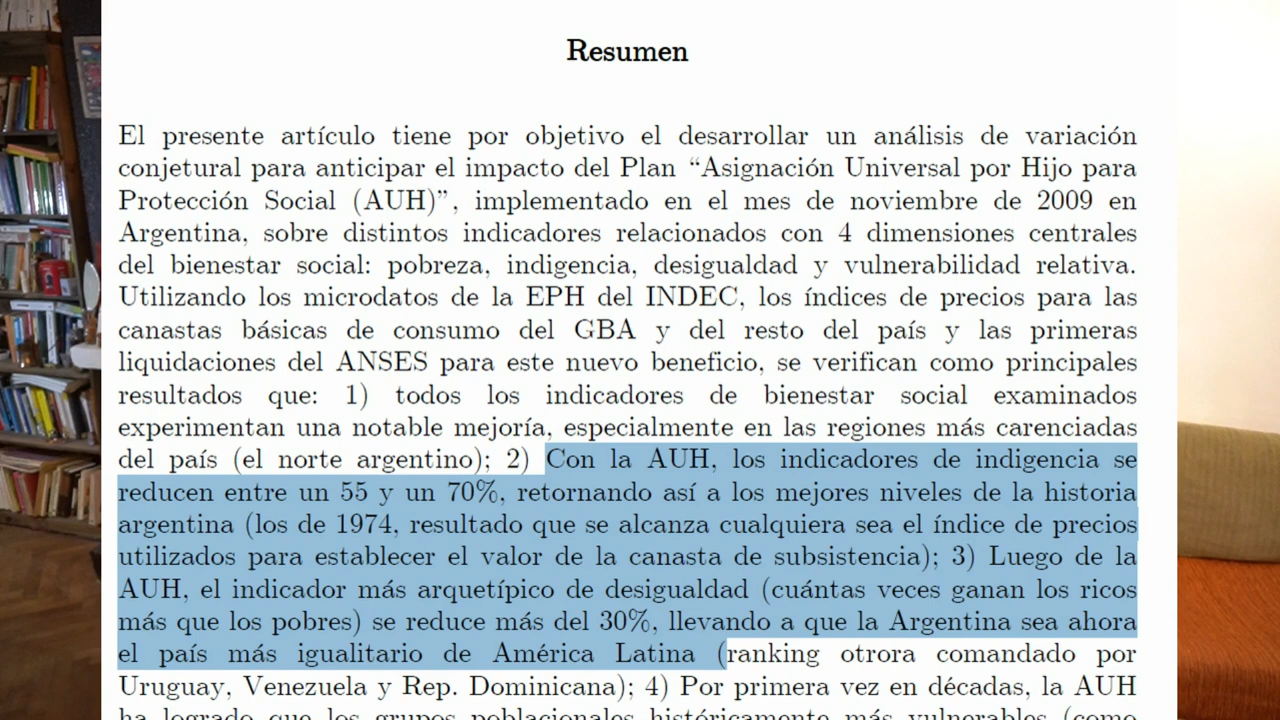 Resumen
El presente artículo tiene por objetivo el desarrollar un análisis de variación
conjetural para anticipar el impacto del Plan “Asignación Universal por Hijo para
Protección Social (AUH)”, implementado en el mes de noviembre de 2009 en
Argentina, sobre distintos indicadores relacionados con 4 dimensiones centrales
del bienestar social: pobreza, indigencia, desigualdad y vulnerabilidad relativa.
Utilizando los microdatos de la EPH del INDEC, los índices de precios para las
canastas básicas de consumo del GBA y del resto del país y las primeras
liquidaciones del ANSES para este nuevo beneficio, se verifican como principales
resultados que: 1) todos los indicadores de bienestar social examinados
experimentan una notable mejoría, especialmente en las regiones más carenciadas
del país (el norte argentino); 2) Con la AUH, los indicadores de indigencia se
reducen entre un 55 y un 70%, retornando así a los mejores niveles de la historia
argentina (los de 1974, resultado que se alcanza cualquiera sea el índice de precios
utilizados para establecer el valor de la canasta de subsistencia); 3) Luego de la
AUH, el indicador más arquetípico de desigualdad (cuántas veces ganan los ricos
más que los pobres) se reduce más del 30%, llevando a que la Argentina sea ahora
el país más igualitario de América Latina (ranking otrora comandado por
Uruguay, Venezuela y Rep. Dominicana); 4) Por primera vez en décadas, la AUH
ha logrado que los grupos poblacionales históricamente más vulnerables (como